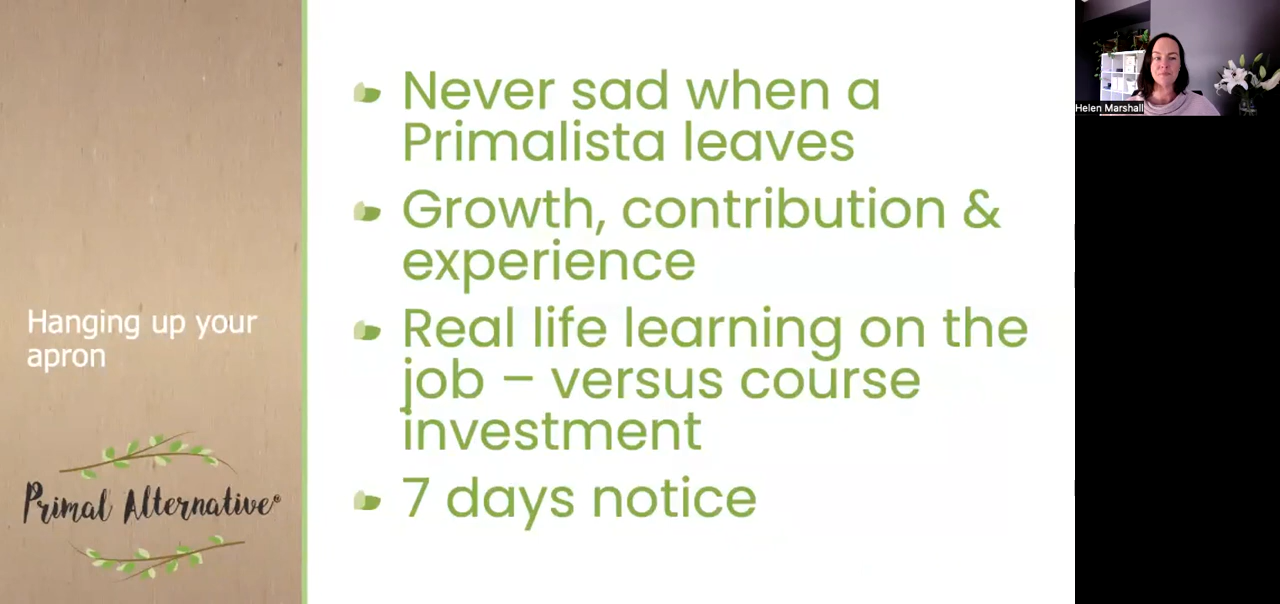 Hanging up your
apron
Primal Alternative®
Never sad when a
Primalista leaves
Growth, contribution &
experience
Real life learning on the
job – versus course
investment
7 days notice
Helen Marshall